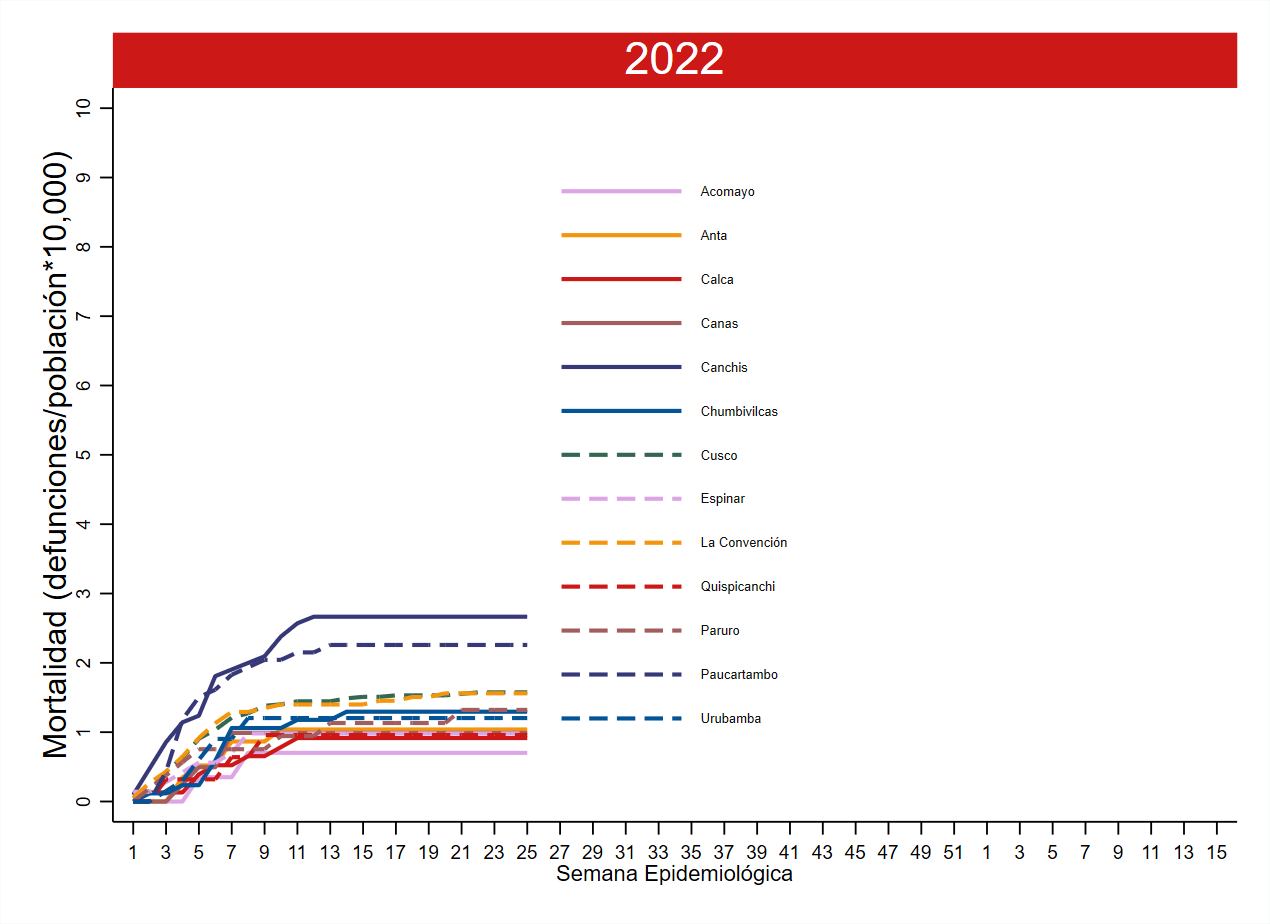 2022
Mortalidad (defunciones/población*10,000)
10
9
8
7
6
5
4
3
2
1
0
Acomayo
Anta
Calca
Canas
Canchis
Chumbivilcas
Cusco
Espinar
La Convención
Quispicanchi
Paruro
Paucartambo
Urubamba
1 3 5 7 9 11 13 15 17 19 21 23 25 27 29 31 33 35 37 39 41 43 45 47 49 51 1 3 5 7 9 11 13 15
Semana Epidemiológica